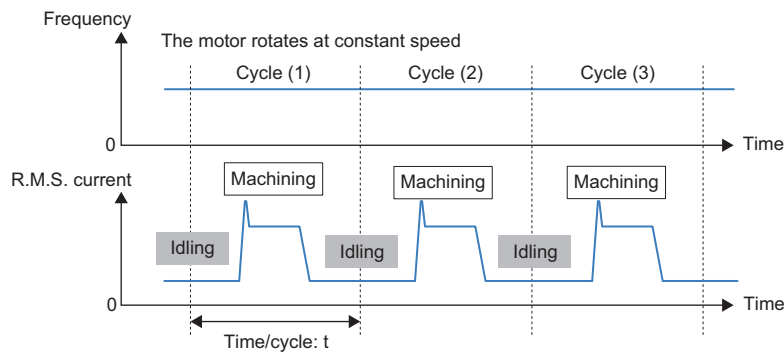 Frequency
The motor rotates at constant speed
Cycle (1)
Cycle (2)
Cycle (3)
0
Time
R.M.S. current
Machining
Machining
Machining
Idling
Idling
Idling
0
Time
Time/cycle: t